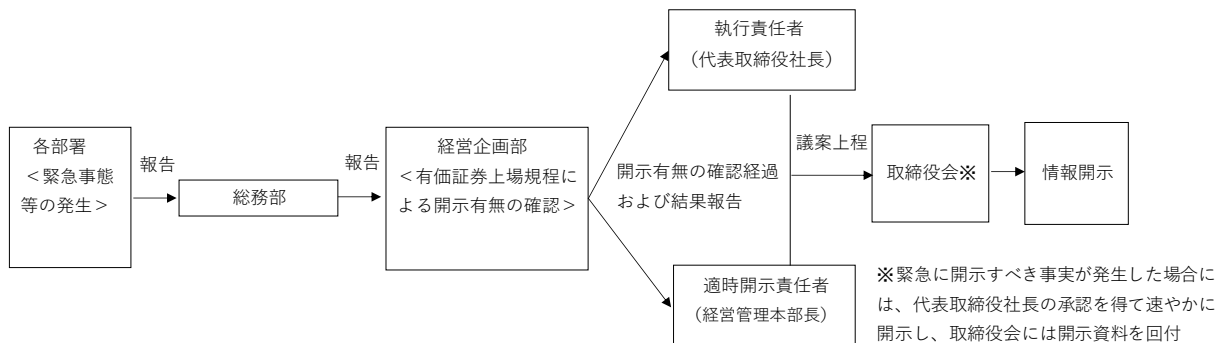 執行責任者
（代表取締役社長）
各部署
＜緊急事態
等の発生＞
報告
総務部
報告
経営企画部
＜有価証券上場規程に
よる開示有無の確認＞
開示有無の確認経過
および結果報告
議案上程
取締役会※
情報開示
適時開示責任者
（経営管理本部長）
※緊急に開示すべき事実が発生した場合に
は、代表取締役社長の承認を得て速やかに
開示し、取締役会には開示資料を回付